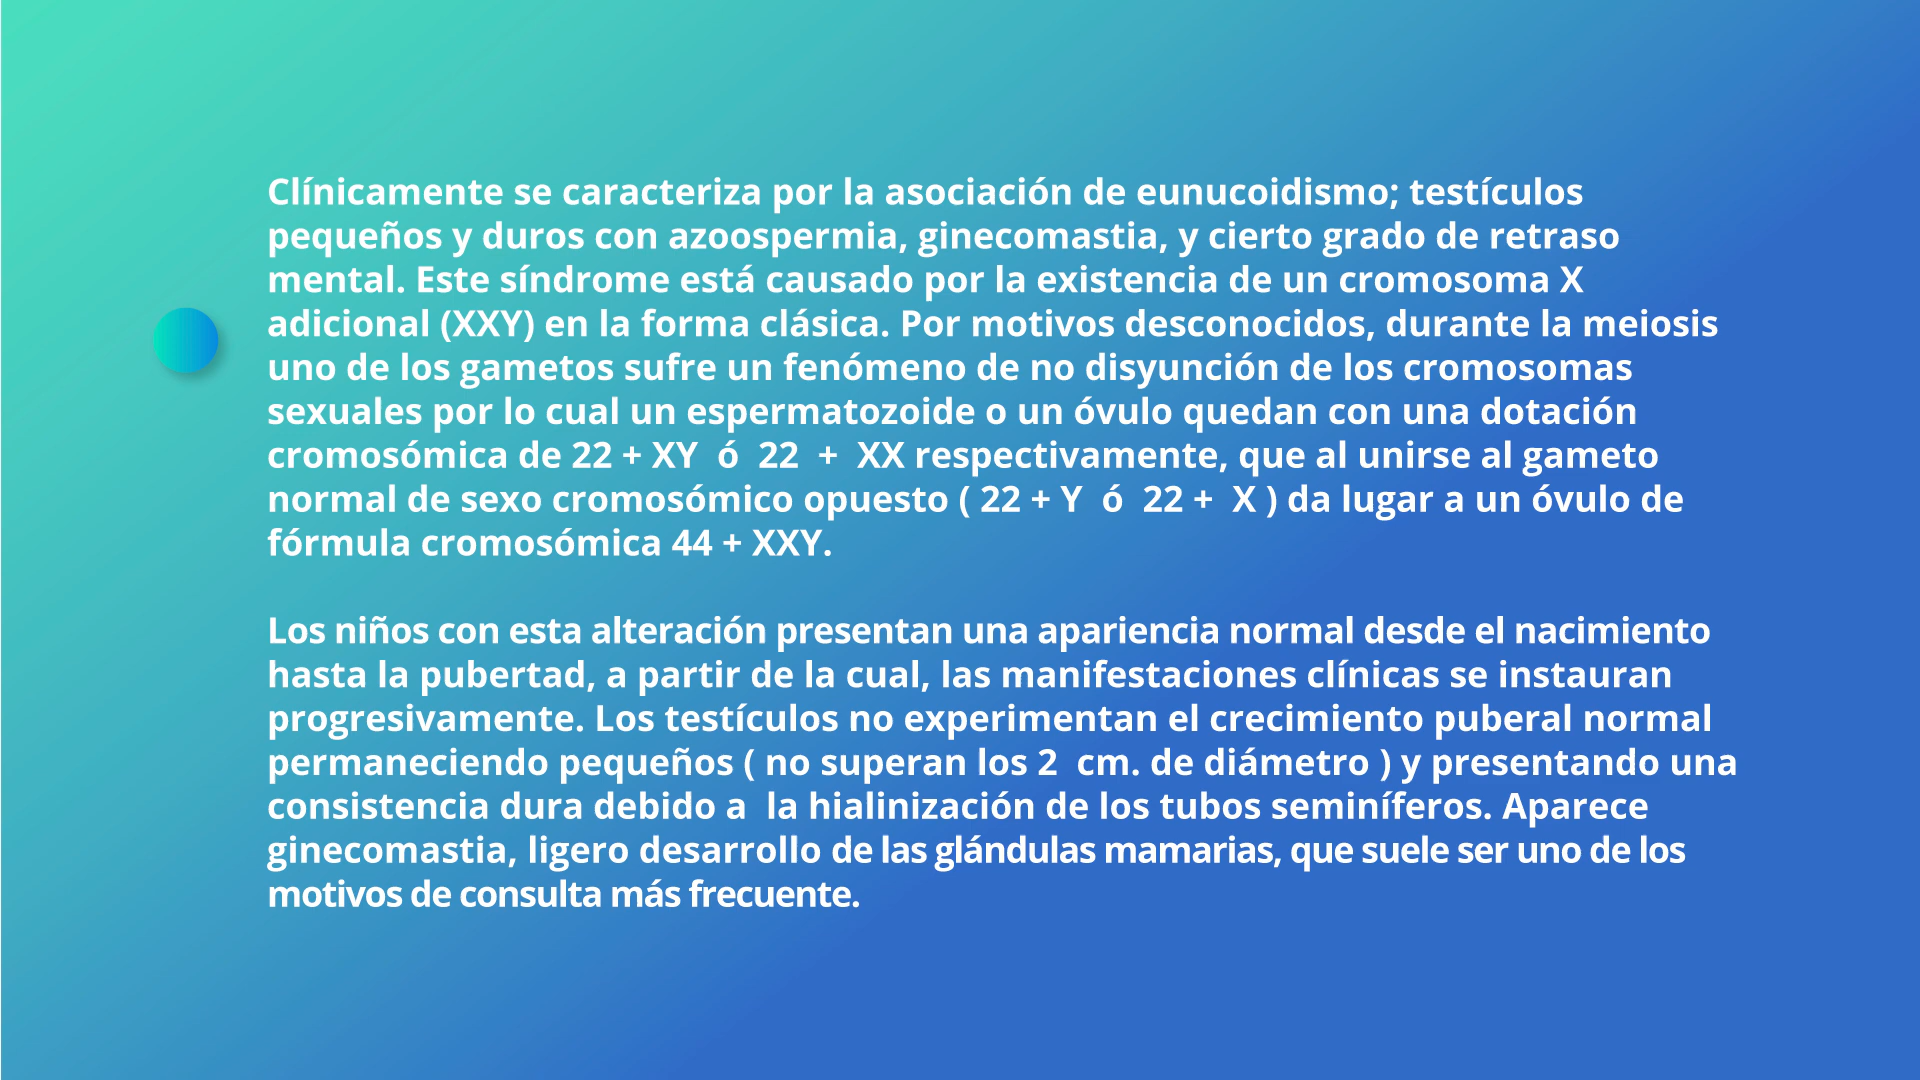 Clínicamente se caracteriza por la asociación de eunucoidismo; testículos
pequeños y duros con azoospermia, ginecomastia, y cierto grado de retraso
mental. Este síndrome está causado por la existencia de un cromosoma X
adicional (XXY) en la forma clásica. Por motivos desconocidos, durante la meiosis
uno de los gametos sufre un fenómeno de no disyunción de los cromosomas
sexuales por lo cual un espermatozoide o un óvulo quedan con una dotación
cromosómica de 22 + XY  ó  22  +  XX respectivamente, que al unirse al gameto
normal de sexo cromosómico opuesto ( 22 + Y  ó  22 +  X ) da lugar a un óvulo de
fórmula cromosómica 44 + XXY.
Los niños con esta alteración presentan una apariencia normal desde el nacimiento
hasta la pubertad, a partir de la cual, las manifestaciones clínicas se instauran
progresivamente. Los testículos no experimentan el crecimiento puberal normal
permaneciendo pequeños ( no superan los 2  cm. de diámetro ) y presentando una
consistencia dura debido a  la hialinización de los tubos seminíferos. Aparece
ginecomastia, ligero desarrollo de las glándulas mamarias, que suele ser uno de los
motivos de consulta más frecuente.